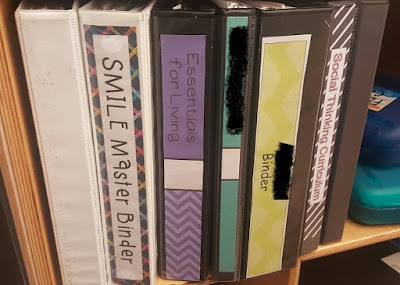 SMILE Master Binder
Essentials
for Living
Binder
Social Thinking Curriculum